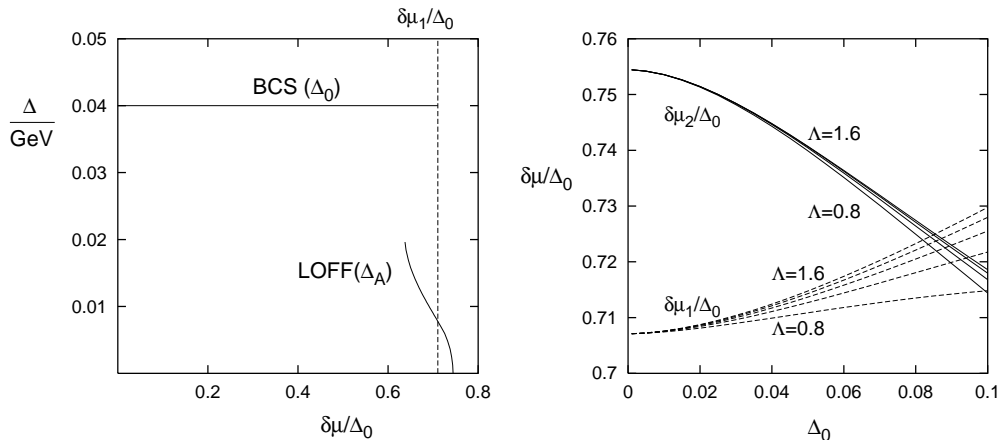 δμ₁/Δ₀
0.05
0.04
0.03
0.02
0.01
Δ
GeV
BCS (Δ₀)
LOFF(Δ_A)
0.2
0.4
0.6
0.8
δμ/Δ₀
0.76
0.75
0.74
0.73
0.72
0.71
0.7
δμ/Δ₀
δμ₂/Δ₀
Λ=1.6
Λ=0.8
Λ=1.6
δμ₁/Δ₀
Λ=0.8
0
0.02
0.04
0.06
0.08
0.1
Δ₀